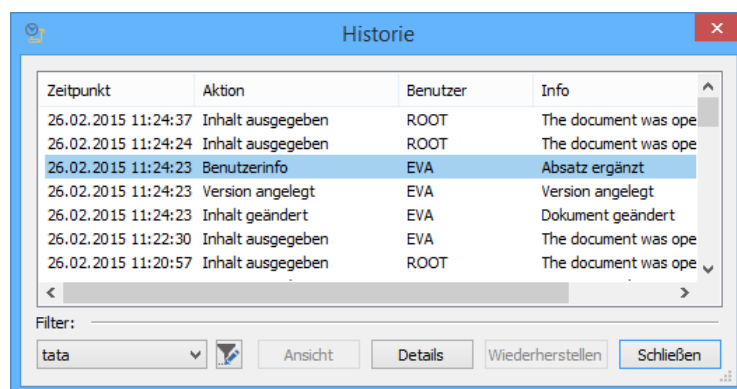 Historie
Zeitpunkt Aktion Benutzer Info
26.02.2015 11:24:37 Inhalt ausgegeben ROOT The document was ope
26.02.2015 11:24:24 Inhalt ausgegeben ROOT The document was ope
26.02.2015 11:24:23 Benutzerinfo EVA Absatz ergänzt
26.02.2015 11:24:23 Version angelegt EVA Version angelegt
26.02.2015 11:24:23 Inhalt geändert EVA Dokument geändert
26.02.2015 11:22:30 Inhalt ausgegeben EVA The document was ope
26.02.2015 11:20:57 Inhalt ausgegeben ROOT The document was ope
Filter:
tata Ansicht Details Wiederherstellen Schließen